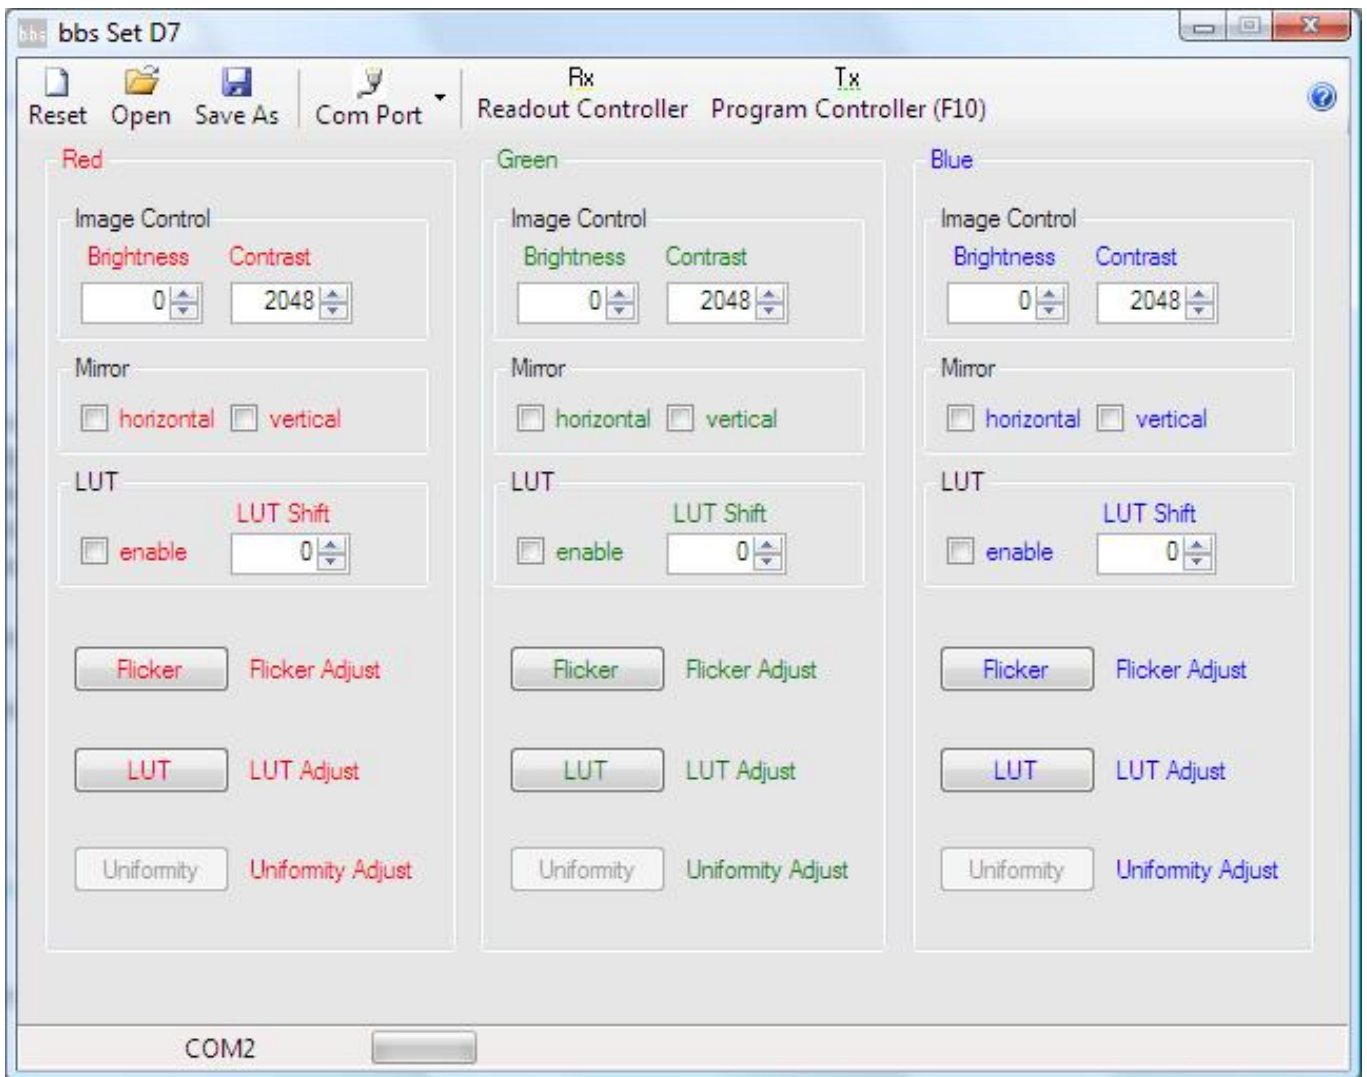 bbs bbs Set D7
Reset Open Save As Com Port Rx Readout Controller Tx Program Controller (F10)
Red
Image Control
Brightness Contrast
0 2048
Mirror
horizontal vertical
LUT
LUT Shift
enable 0
Flicker Flicker Adjust
LUT LUT Adjust
Uniformity Uniformity Adjust
Green
Image Control
Brightness Contrast
0 2048
Mirror
horizontal vertical
LUT
LUT Shift
enable 0
Flicker Flicker Adjust
LUT LUT Adjust
Uniformity Uniformity Adjust
Blue
Image Control
Brightness Contrast
0 2048
Mirror
horizontal vertical
LUT
LUT Shift
enable 0
Flicker Flicker Adjust
LUT LUT Adjust
Uniformity Uniformity Adjust
COM2